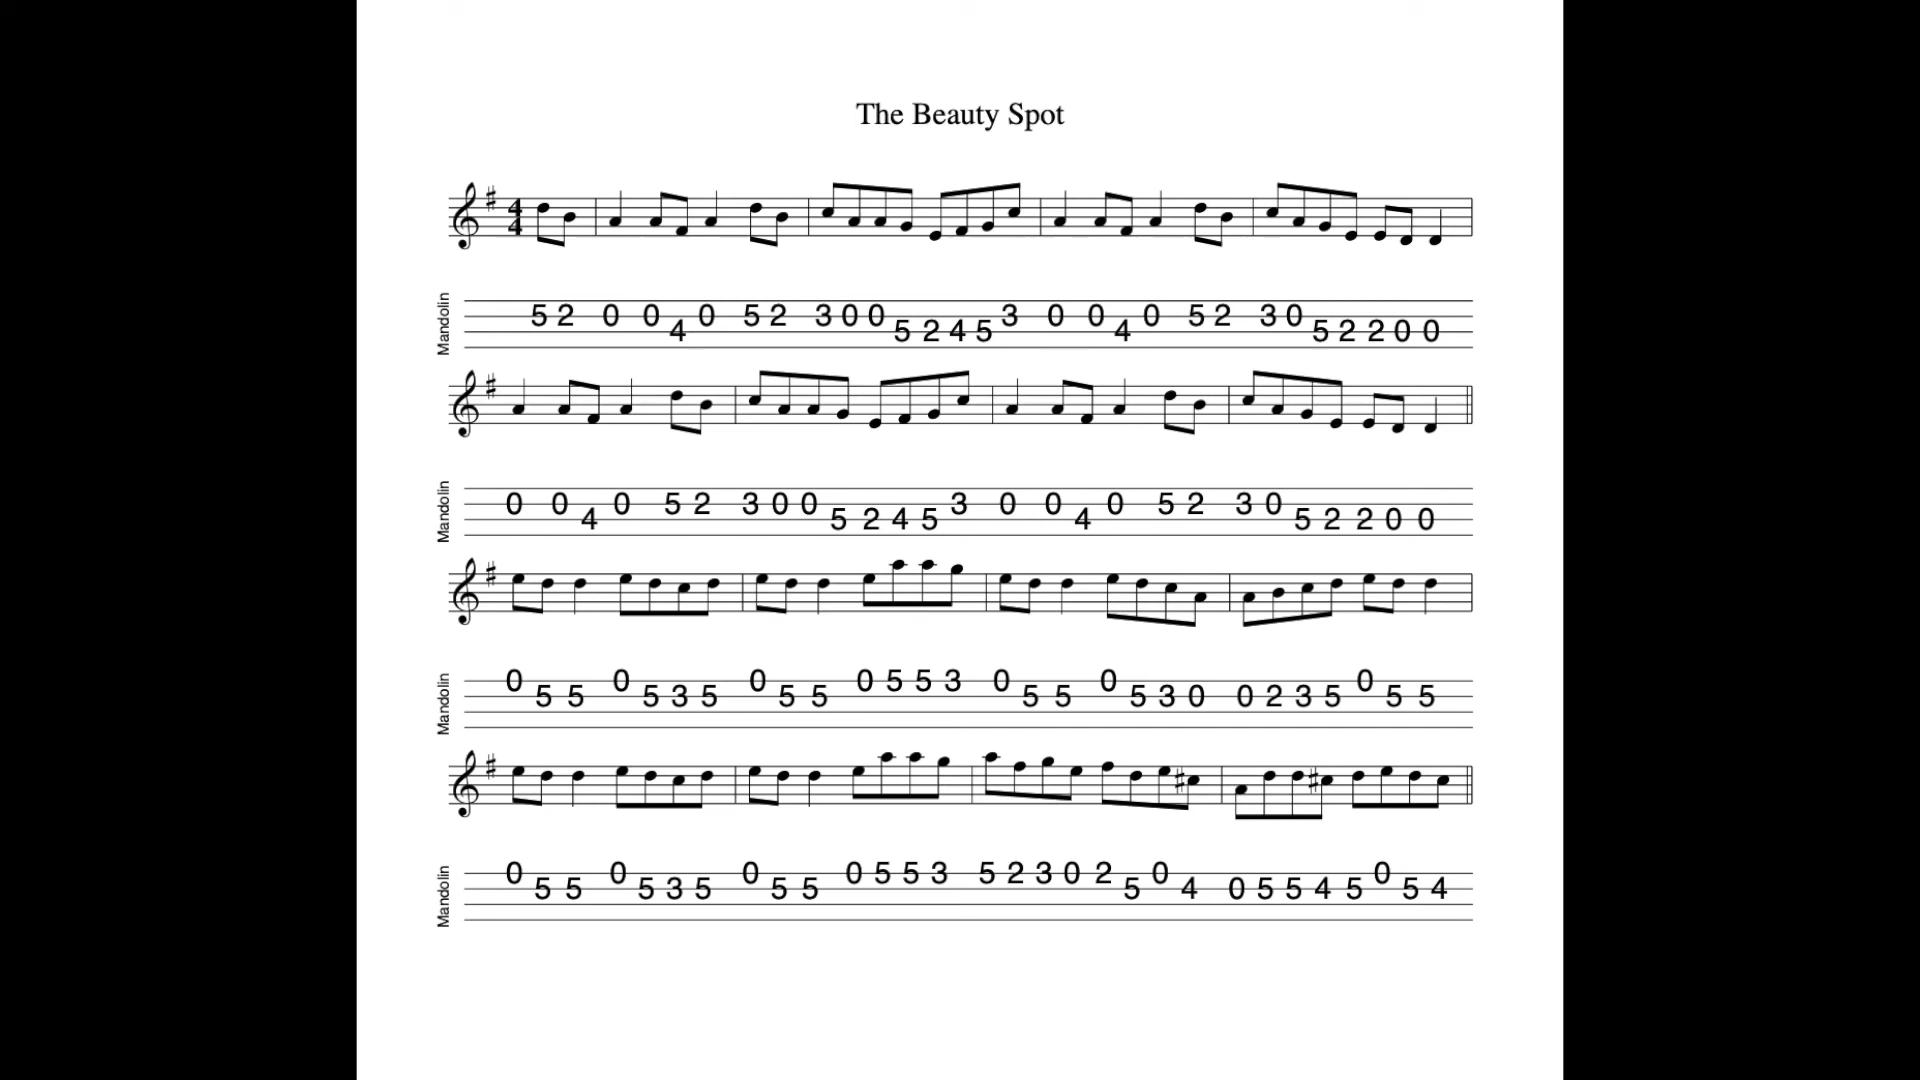 The Beauty Spot
4
4
Mandolin
5 2 0 0 4 0 5 2 3 0 0 5 2 4 5 3 0 0 4 0 5 2 3 0 5 2 2 0 0
Mandolin
0 0 4 0 5 2 3 0 0 5 2 4 5 3 0 0 4 0 5 2 3 0 5 2 2 0 0
Mandolin
0 5 5 0 5 3 5 0 5 5 0 5 5 3 0 5 5 0 5 3 0 0 2 3 5 0 5 5
Mandolin
0 5 5 0 5 3 5 0 5 5 0 5 5 3 5 2 3 0 2 5 0 4 0 5 5 4 5 0 5 4